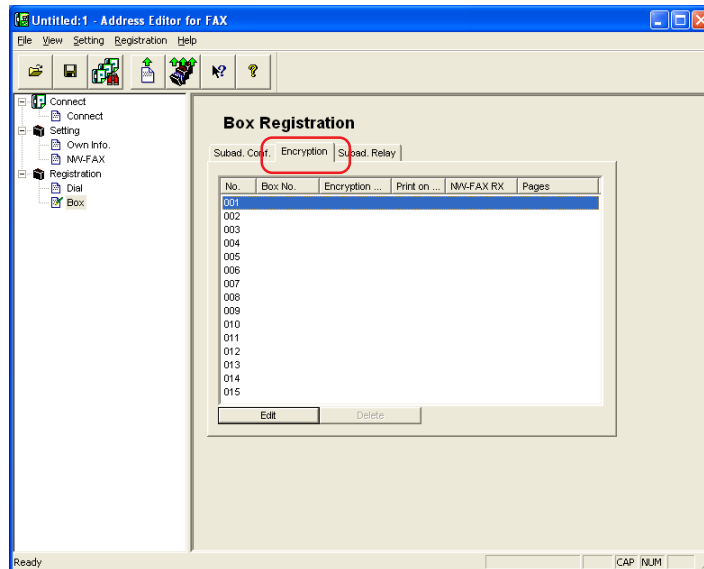 Untitled:1 - Address Editor for FAX
File View Setting Registration Help
Connect
Connect
Setting
Own Info.
NW-FAX
Registration
Dial
Box
Box Registration
Subad. Conf. Encryption Subad. Relay
No. Box No. Encryption ... Print on ... NW-FAX RX Pages
001
002
003
004
005
006
007
008
009
010
011
012
013
014
015
Edit Delete
Ready CAP NUM